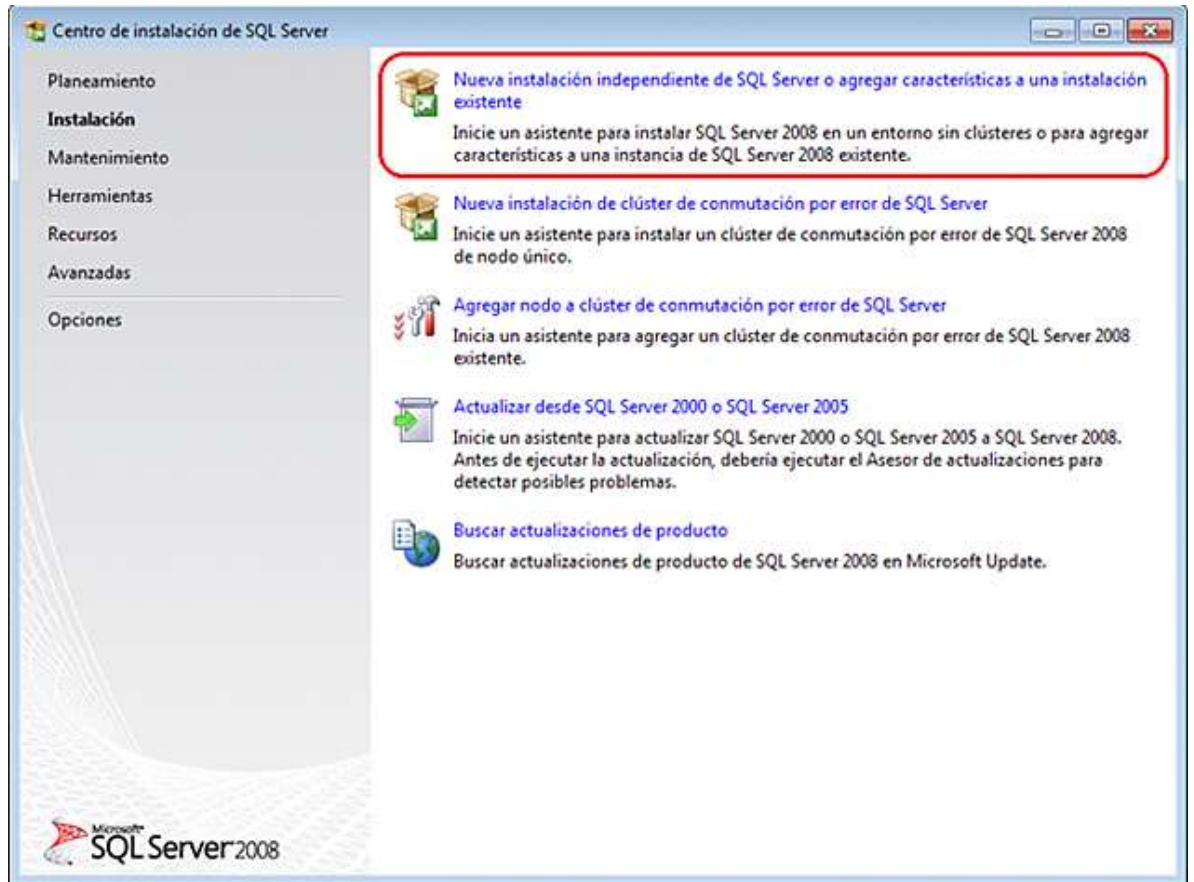 Centro de instalación de SQL Server
Planeamiento
Instalación
Mantenimiento
Herramientas
Recursos
Avanzadas
Opciones
Nueva instalación independiente de SQL Server o agregar características a una instalación
existente
Inicie un asistente para instalar SQL Server 2008 en un entorno sin clústeres o para agregar
características a una instancia de SQL Server 2008 existente.
Nueva instalación de clúster de conmutación por error de SQL Server
Inicie un asistente para instalar un clúster de conmutación por error de SQL Server 2008
de nodo único.
Agregar nodo a clúster de conmutación por error de SQL Server
Inicia un asistente para agregar un clúster de conmutación por error de SQL Server 2008
existente.
Actualizar desde SQL Server 2000 o SQL Server 2005
Inicie un asistente para actualizar SQL Server 2000 o SQL Server 2005 a SQL Server 2008.
Antes de ejecutar la actualización, debería ejecutar el Asesor de actualizaciones para
detectar posibles problemas.
Buscar actualizaciones de producto
Buscar actualizaciones de producto de SQL Server 2008 en Microsoft Update.
Microsoft
SQL Server 2008